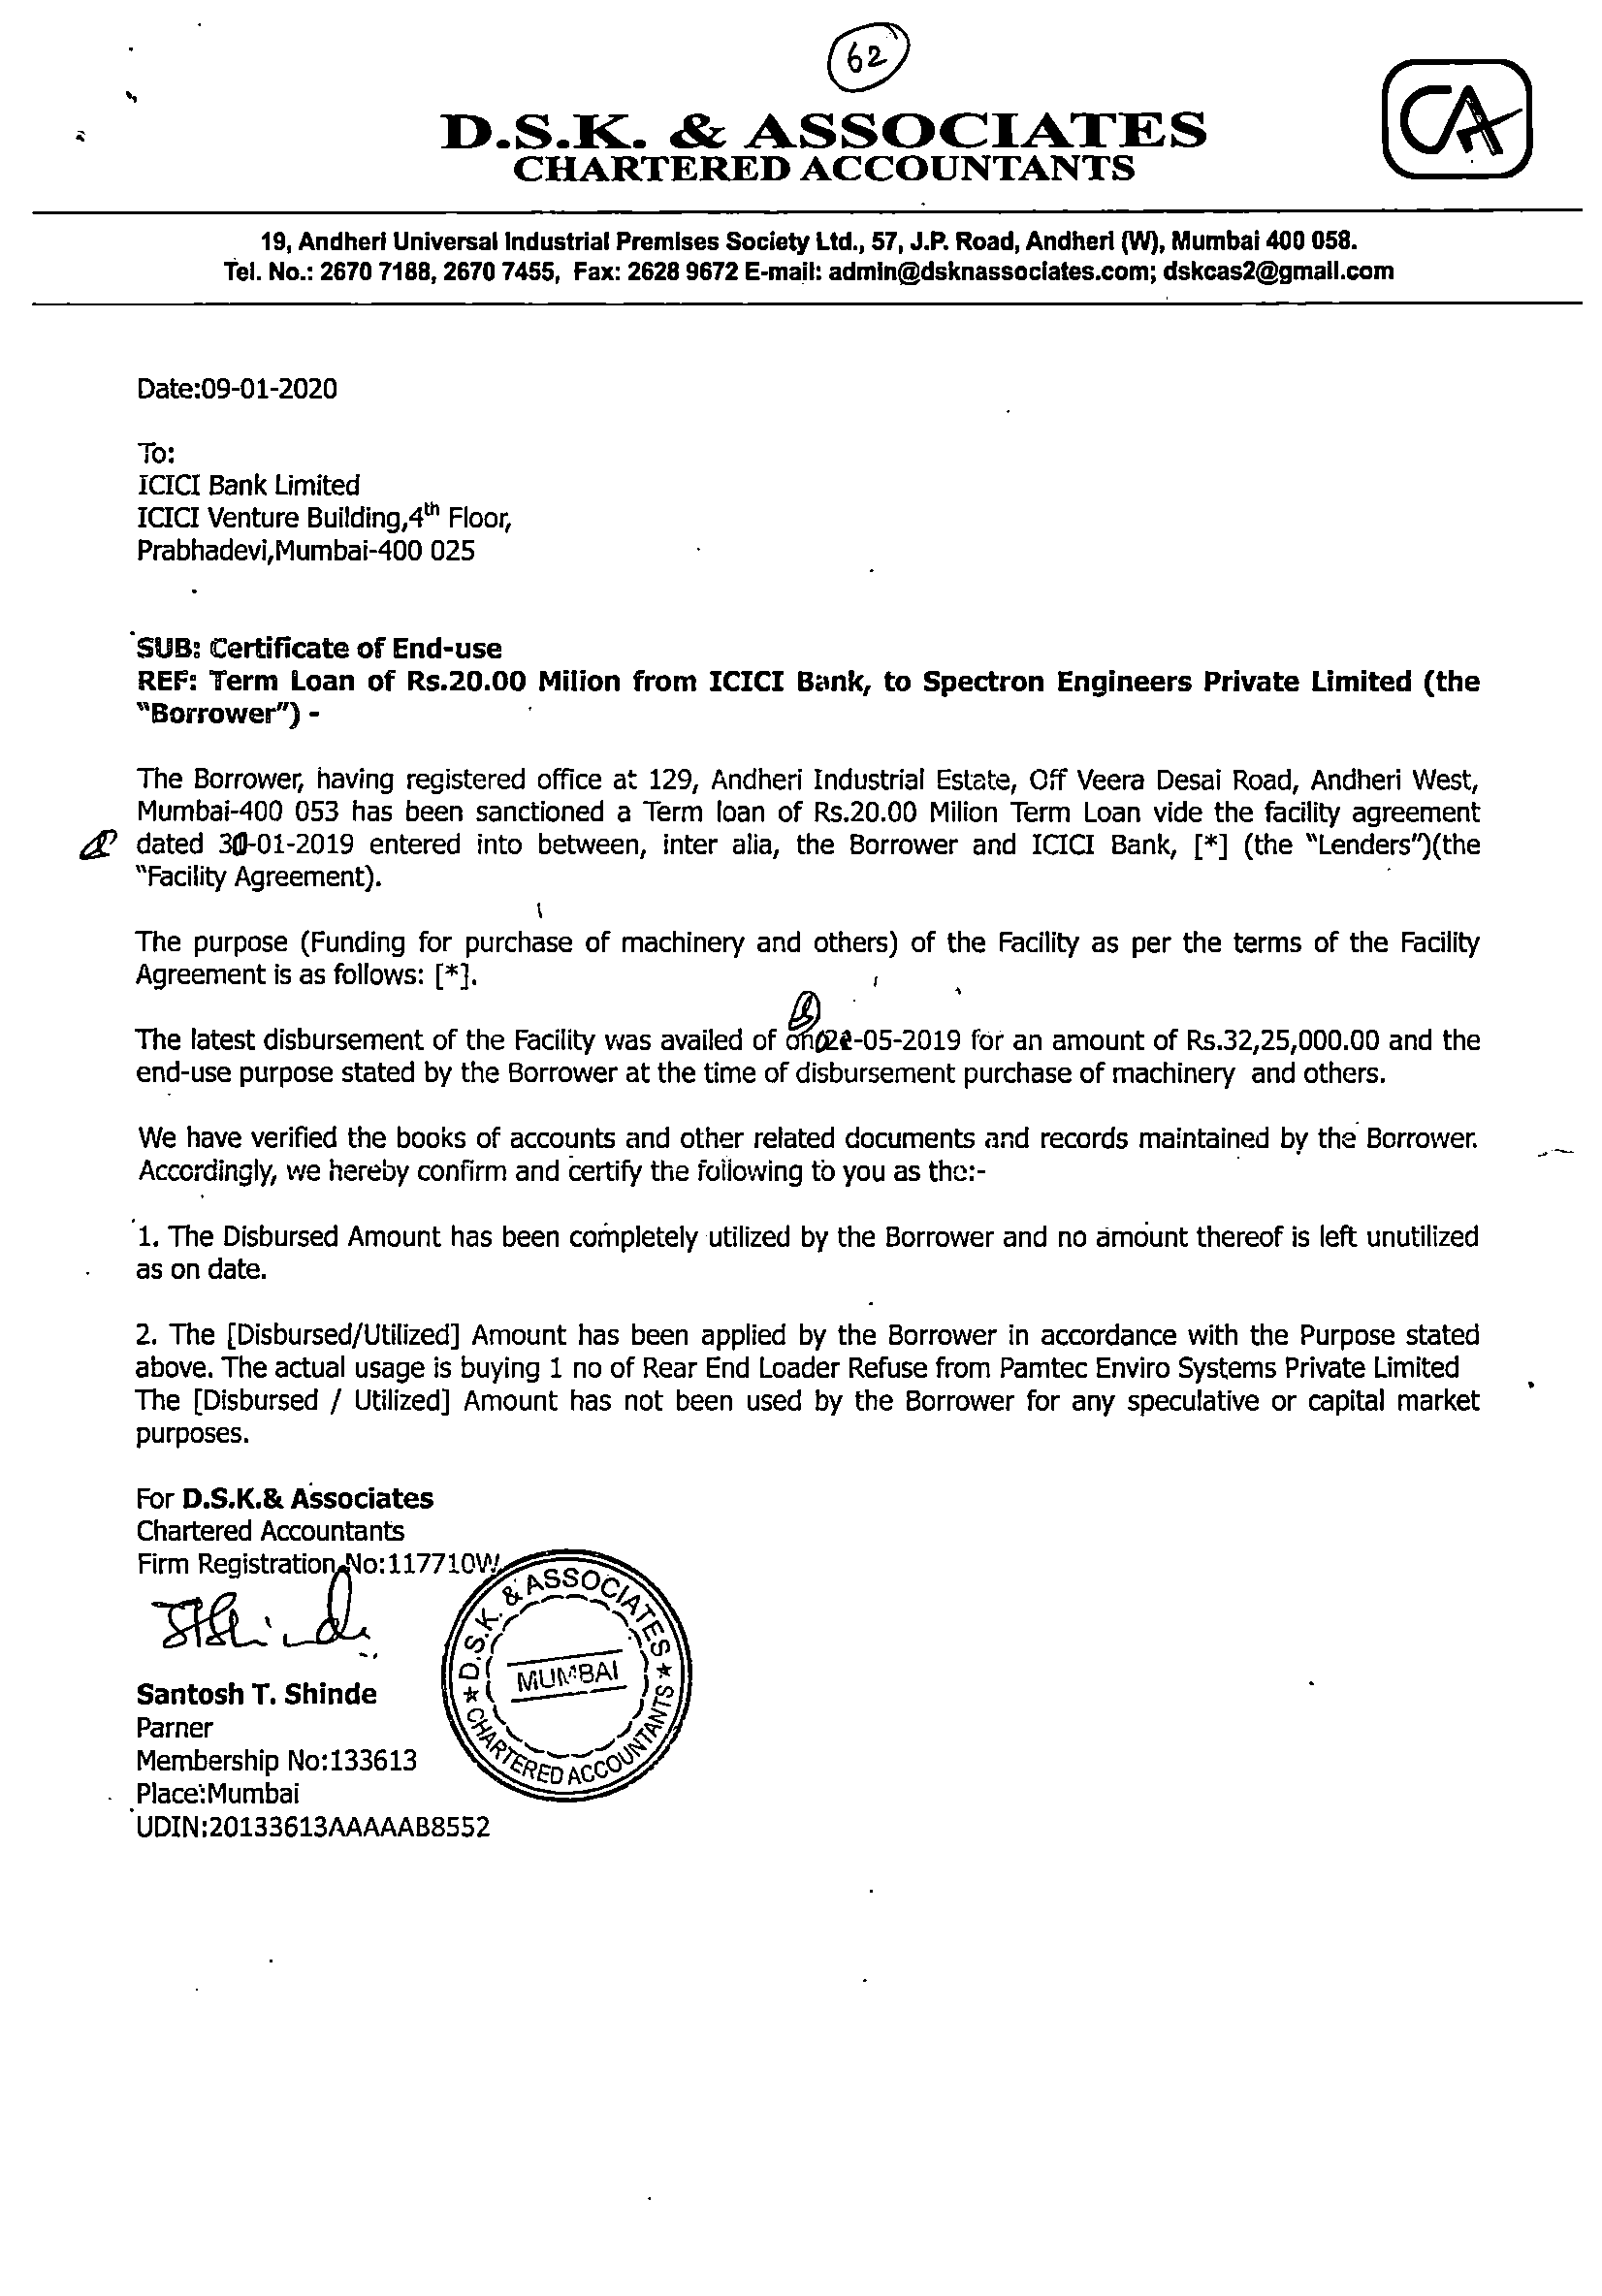 62
D.S.K. & ASSOCIATES
CHARTERED ACCOUNTANTS
CA
19, Andheri Universal Industrial Premises Society Ltd., 57, J.P. Road, Andheri (W), Mumbai 400 058.
Tel. No.: 2670 7188, 2670 7455, Fax: 2628 9672 E-mail: admin@dsknassociates.com; dskcas2@gmail.com
Date:09-01-2020
To:
ICICI Bank Limited
ICICI Venture Building,4th Floor,
Prabhadevi,Mumbai-400 025
SUB: Certificate of End-use
REF: Term Loan of Rs.20.00 Milion from ICICI Bank, to Spectron Engineers Private Limited (the
"Borrower") -
The Borrower, having registered office at 129, Andheri Industrial Estate, Off Veera Desai Road, Andheri West,
Mumbai-400 053 has been sanctioned a Term loan of Rs.20.00 Milion Term Loan vide the facility agreement
dated 30-01-2019 entered into between, inter alia, the Borrower and ICICI Bank, [*] (the "Lenders")(the
"Facility Agreement).
The purpose (Funding for purchase of machinery and others) of the Facility as per the terms of the Facility
Agreement is as follows: [*].
The latest disbursement of the Facility was availed of on -05-2019 for an amount of Rs.32,25,000.00 and the
end-use purpose stated by the Borrower at the time of disbursement purchase of machinery and others.
We have verified the books of accounts and other related documents and records maintained by the Borrower.
Accordingly, we hereby confirm and certify the following to you as the:-
1. The Disbursed Amount has been completely utilized by the Borrower and no amount thereof is left unutilized
as on date.
2. The [Disbursed/Utilized] Amount has been applied by the Borrower in accordance with the Purpose stated
above. The actual usage is buying 1 no of Rear End Loader Refuse from Pamtec Enviro Systems Private Limited
The [Disbursed / Utilized] Amount has not been used by the Borrower for any speculative or capital market
purposes.
For D.S.K.& Associates
Chartered Accountants
Firm Registration No:117710W
D.S.K. & ASSOCIATES
MUMBAI
CHARTERED ACCOUNTANTS
Santosh T. Shinde
Parner
Membership No:133613
Place:Mumbai
UDIN:20133613AAAAAB8552